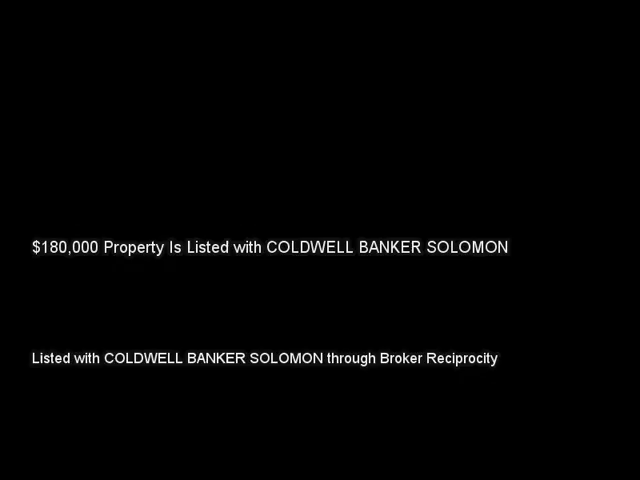 $180,000 Property Is Listed with COLDWELL BANKER SOLOMON
Listed with COLDWELL BANKER SOLOMON through Broker Reciprocity